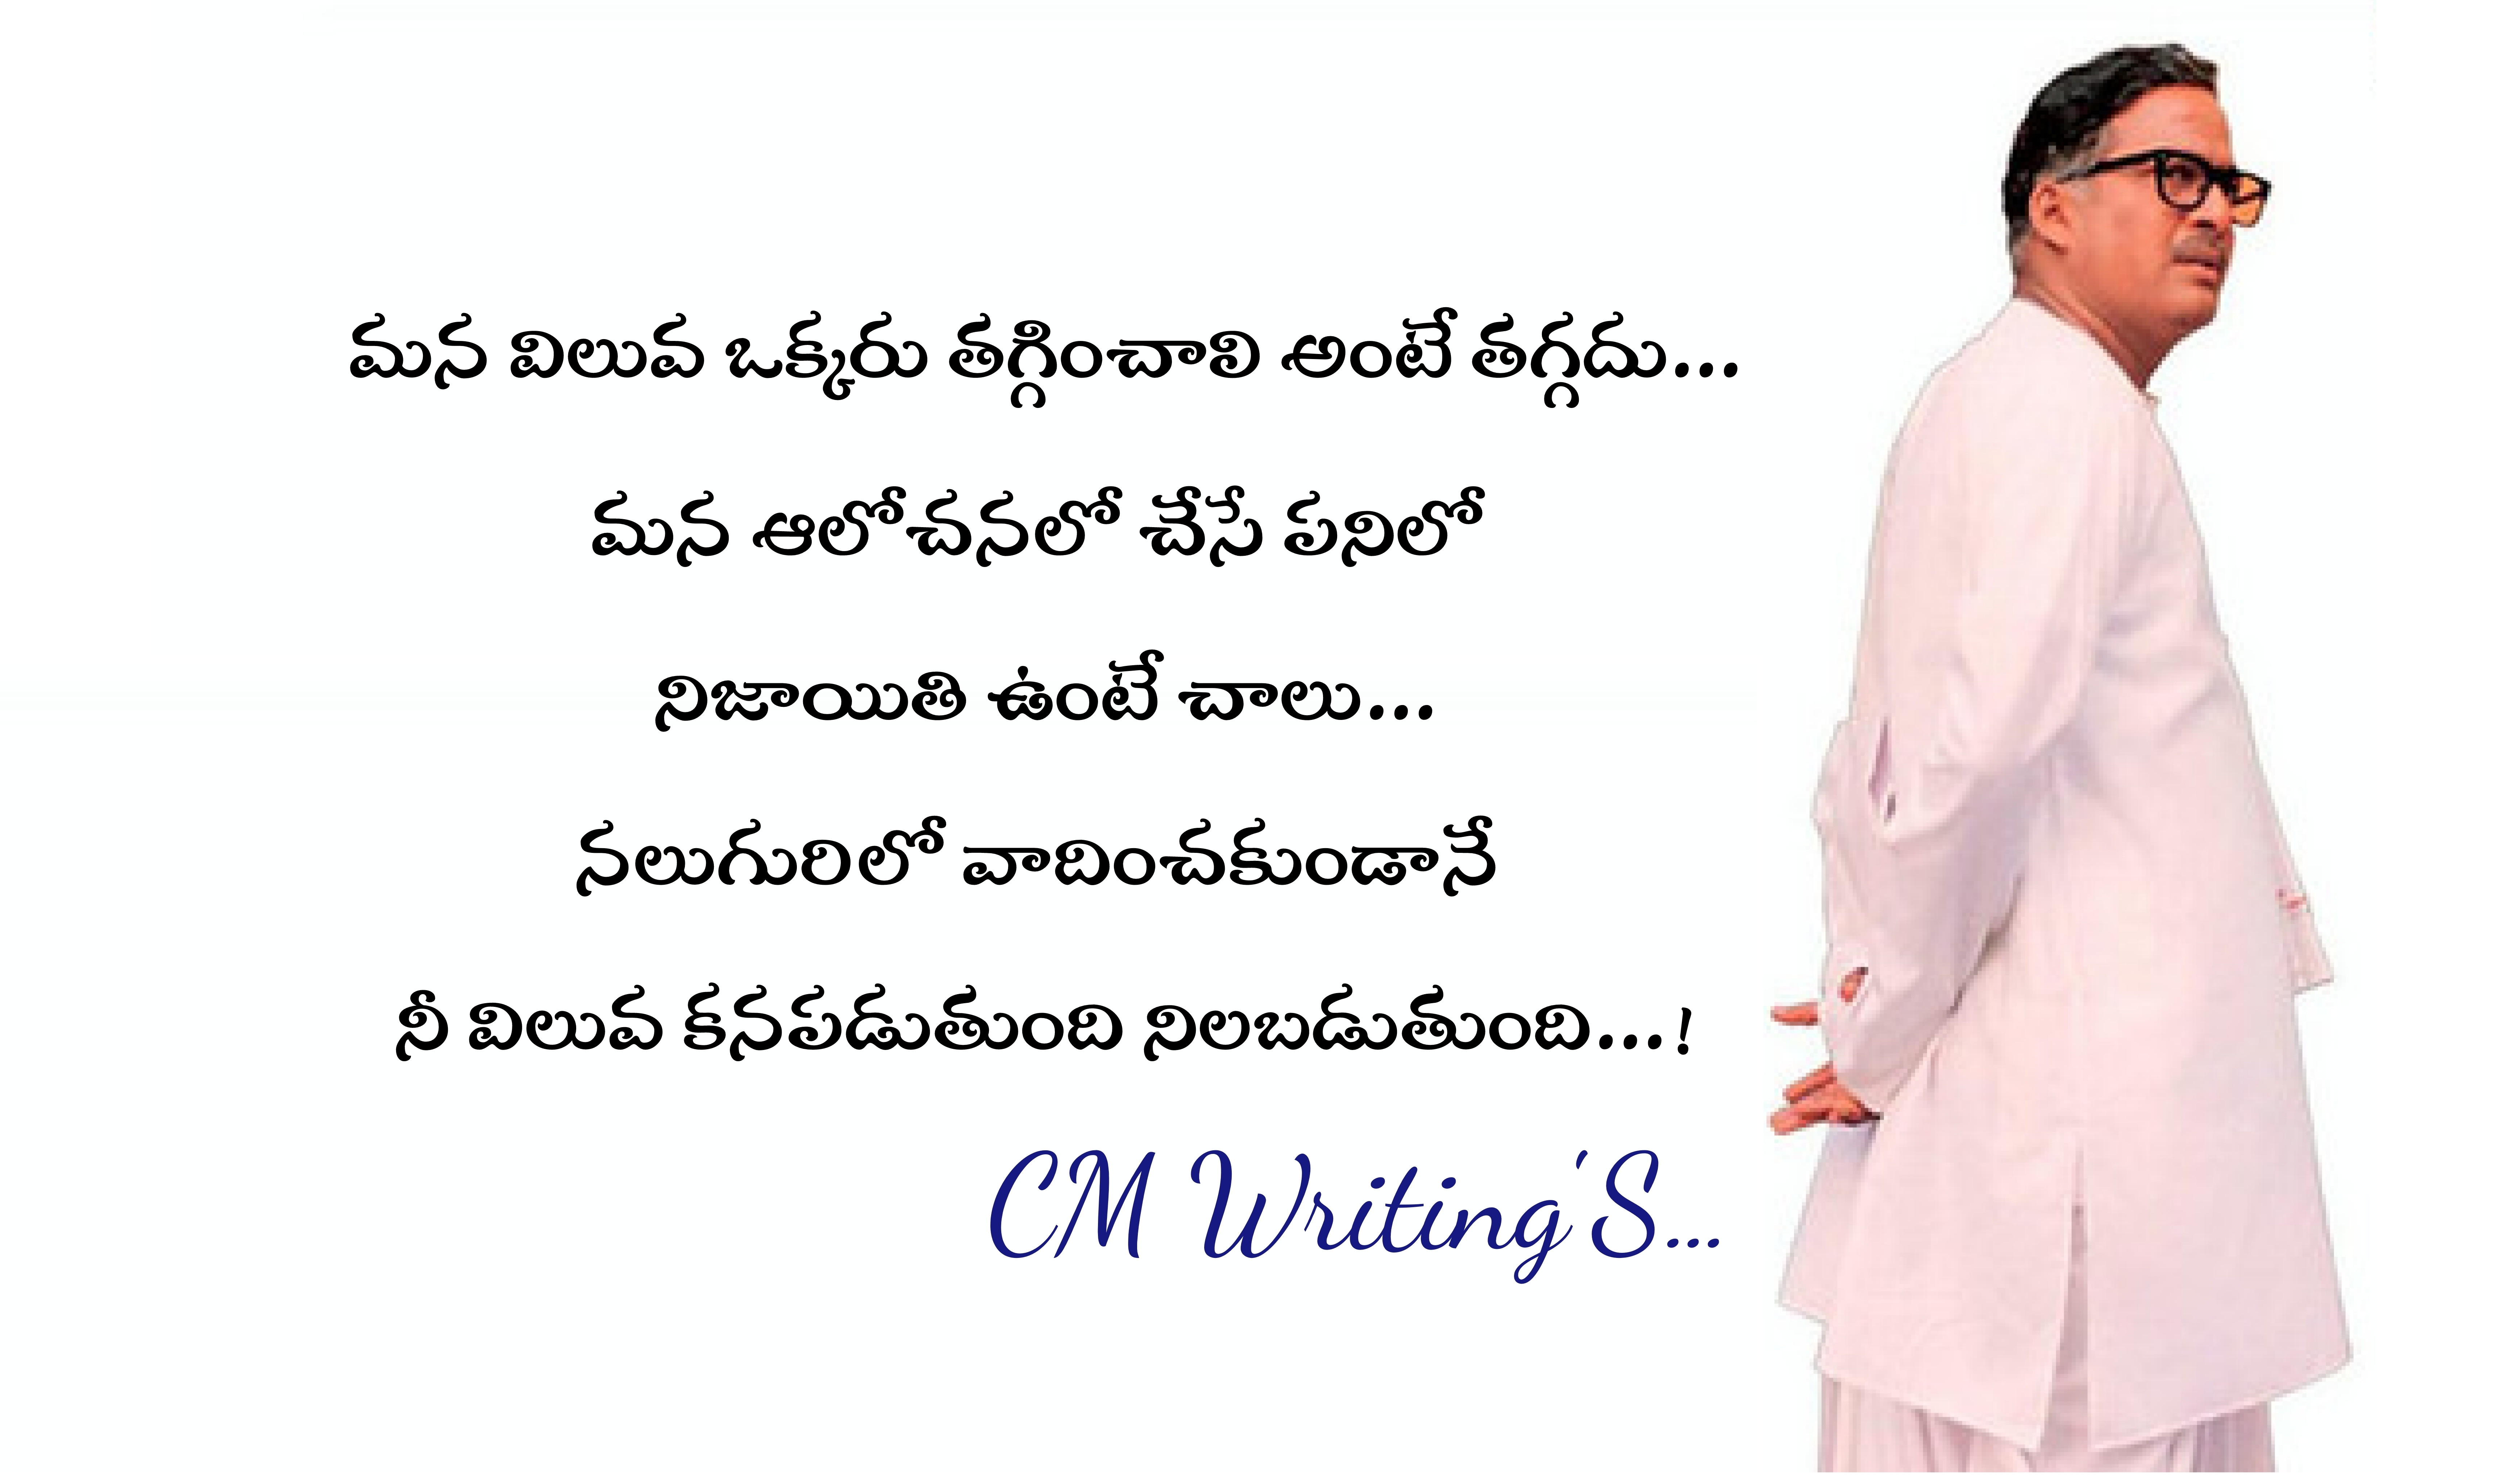 మన విలువ ఒక్కరు తగ్గించాలి అంటే తగ్గదు...
మన ఆలోచనలో చేసే పనిలో
నిజాయితి ఉంటే చాలు...
నలుగురిలో వాదించకుండానే
నీ విలువ కనపడుతుంది నిలబడుతుంది...!
CM Writing'S...